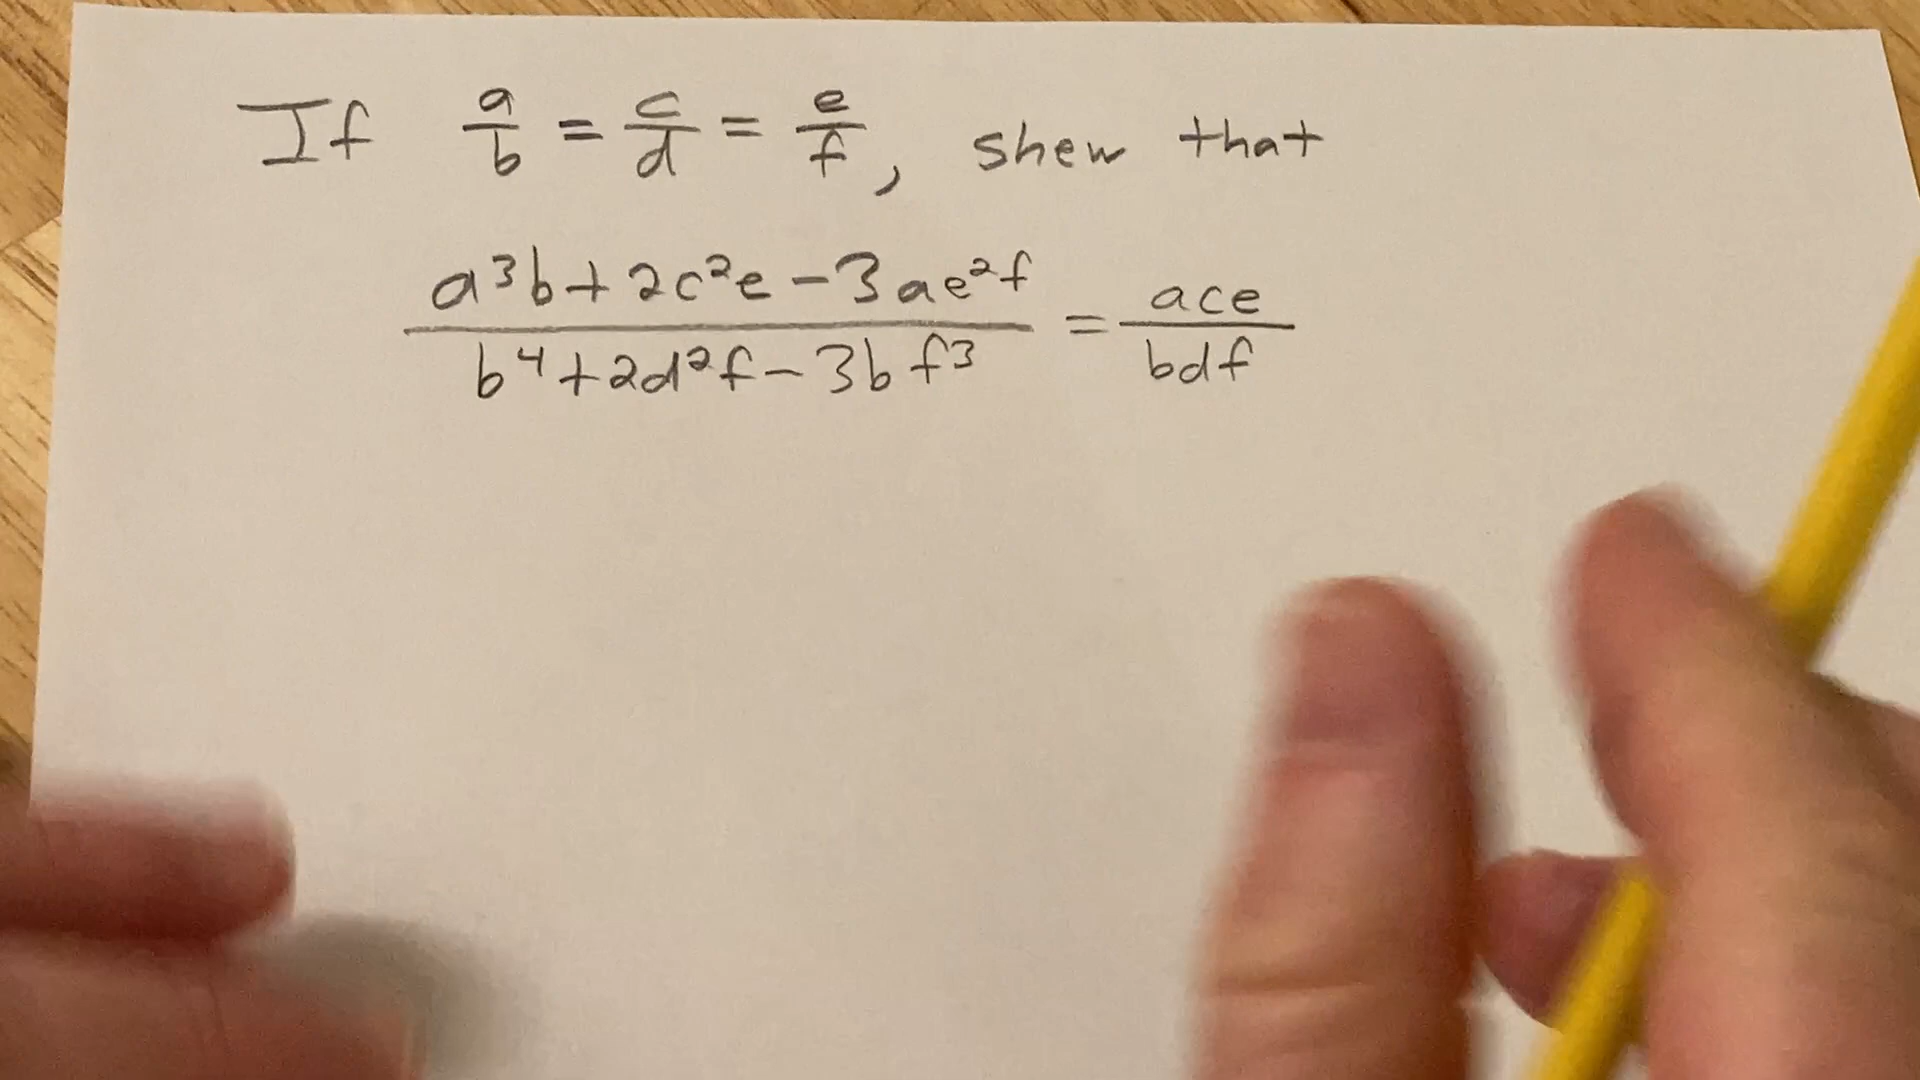 If a/b = c/d = e/f, shew that
(a³b + 2c²e - 3ae²f)/(b⁴ + 2d²f - 3bf³) = ace/bdf